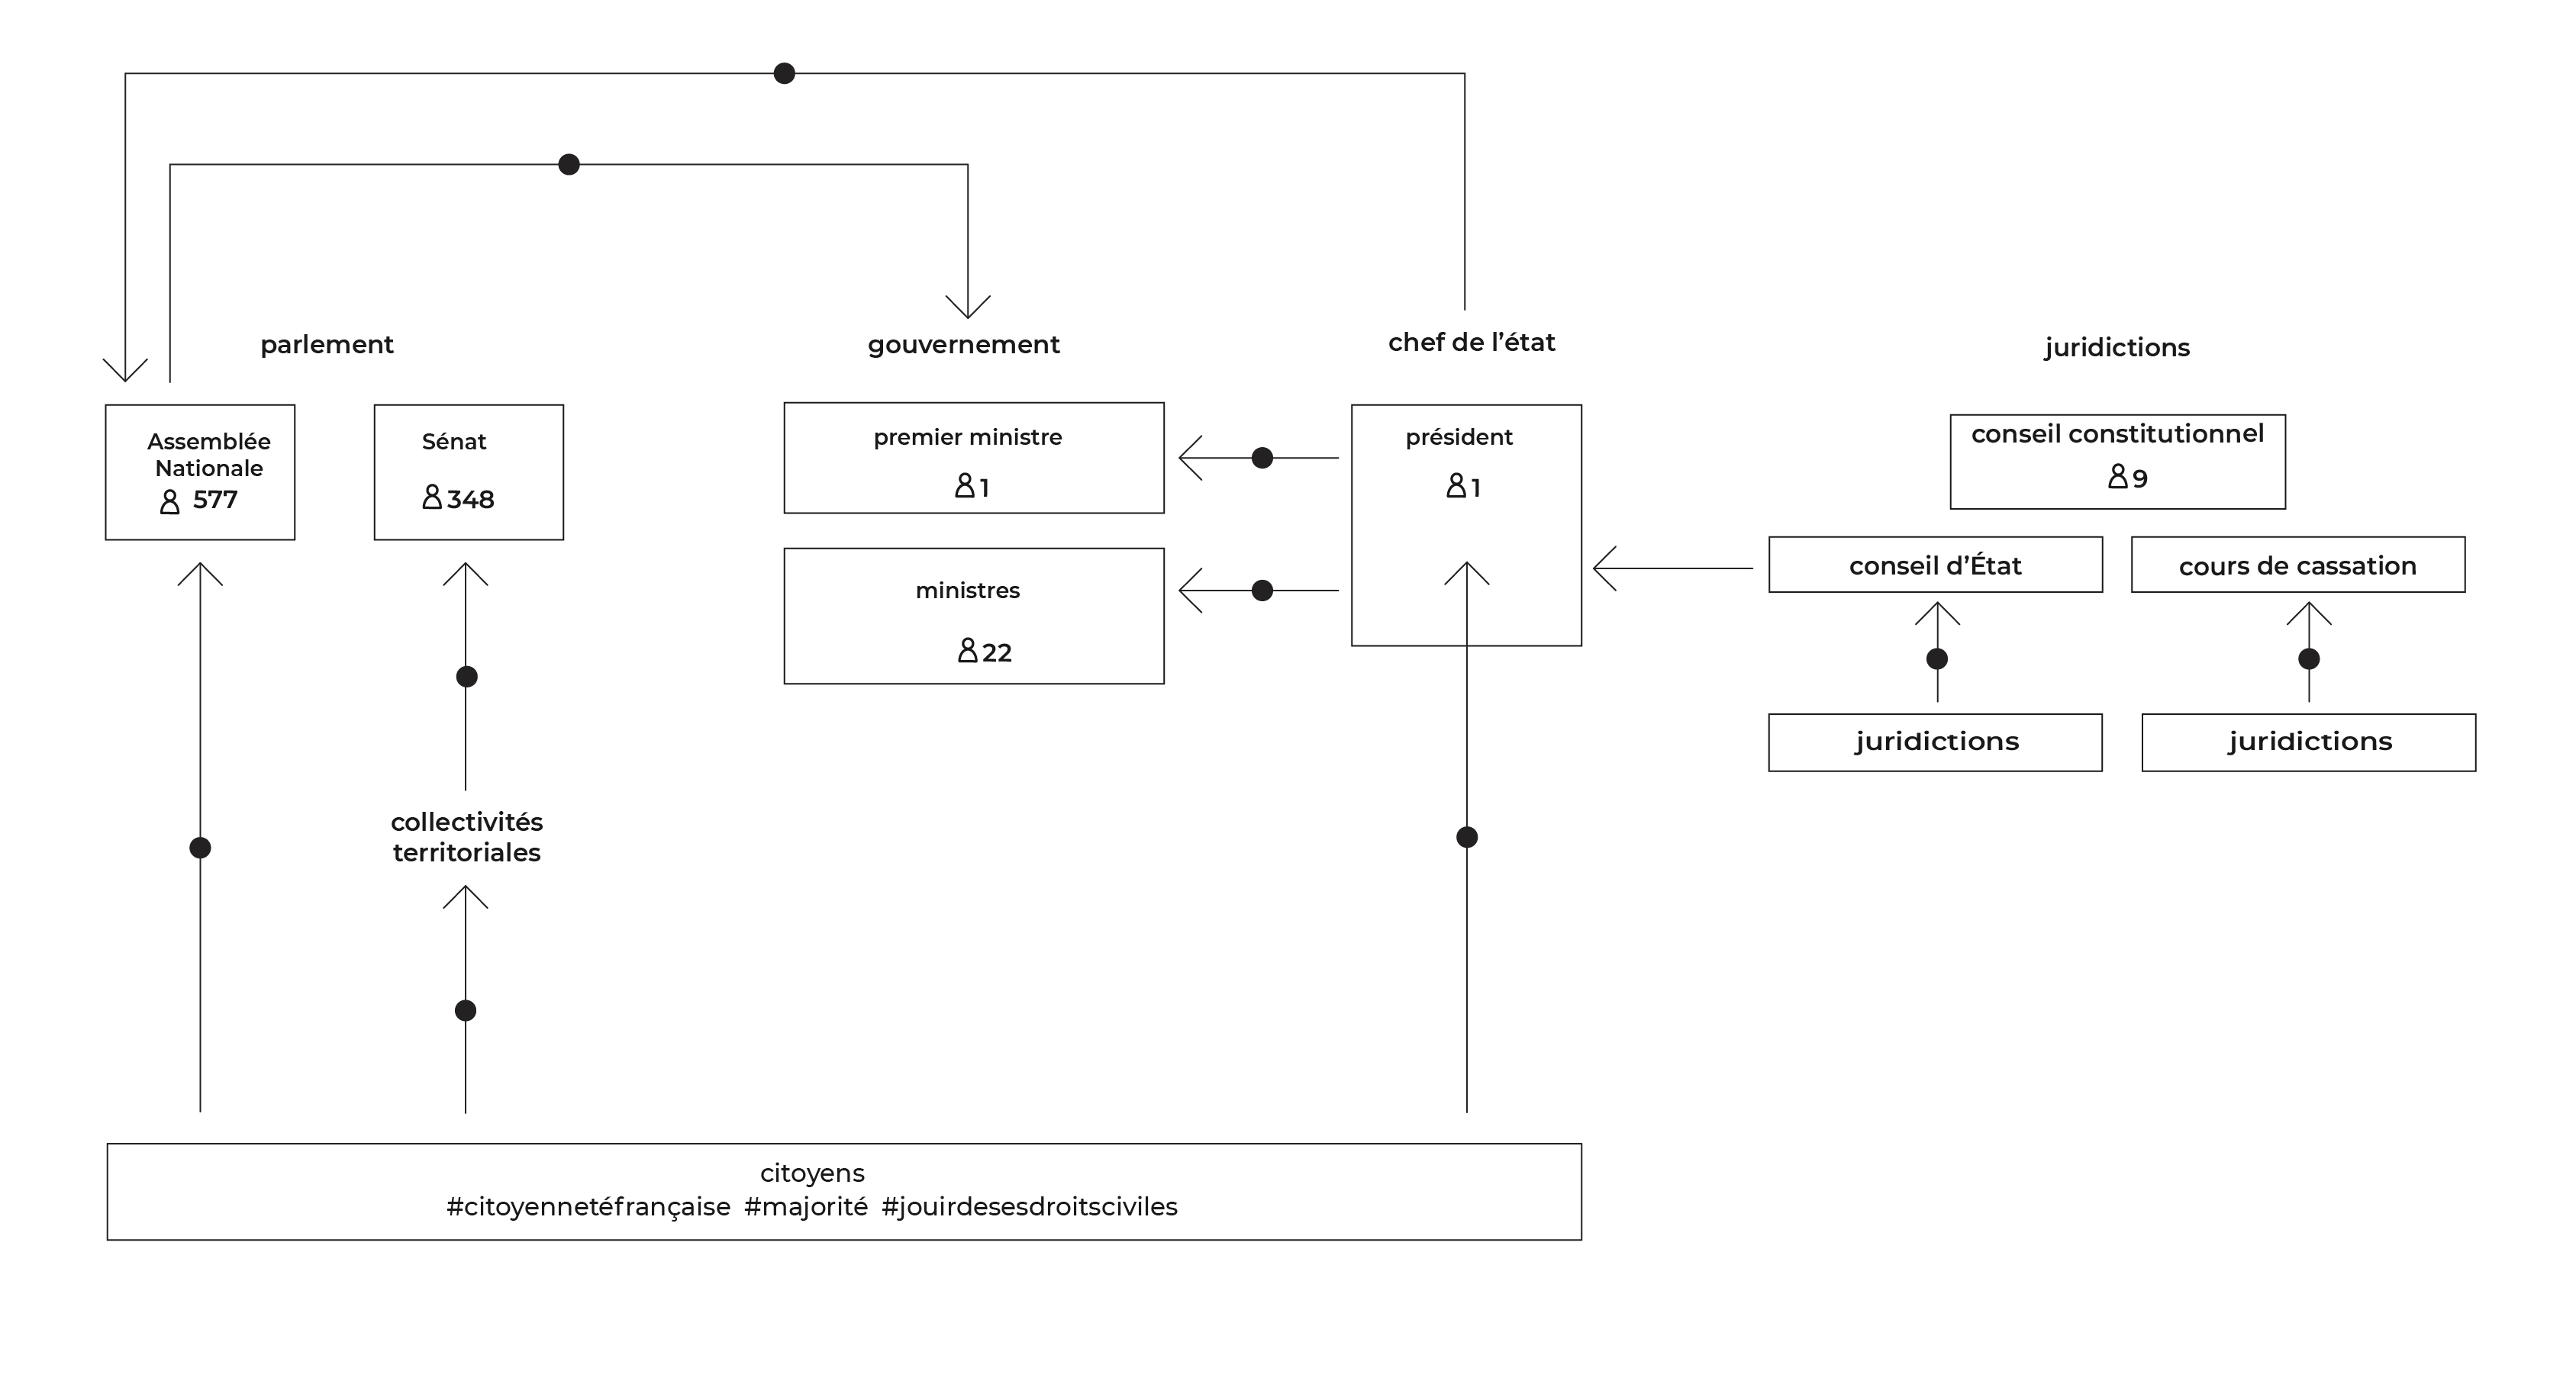 parlement
gouvernement
chef de l’état
juridictions
Assemblée
Nationale
577
Sénat
348
premier ministre
1
ministres
22
président
1
conseil constitutionnel
9
conseil d’État
cours de cassation
juridictions
juridictions
collectivités
territoriales
citoyens
#citoyennetéfrançaise #majorité #jouirdesesdroitsciviles